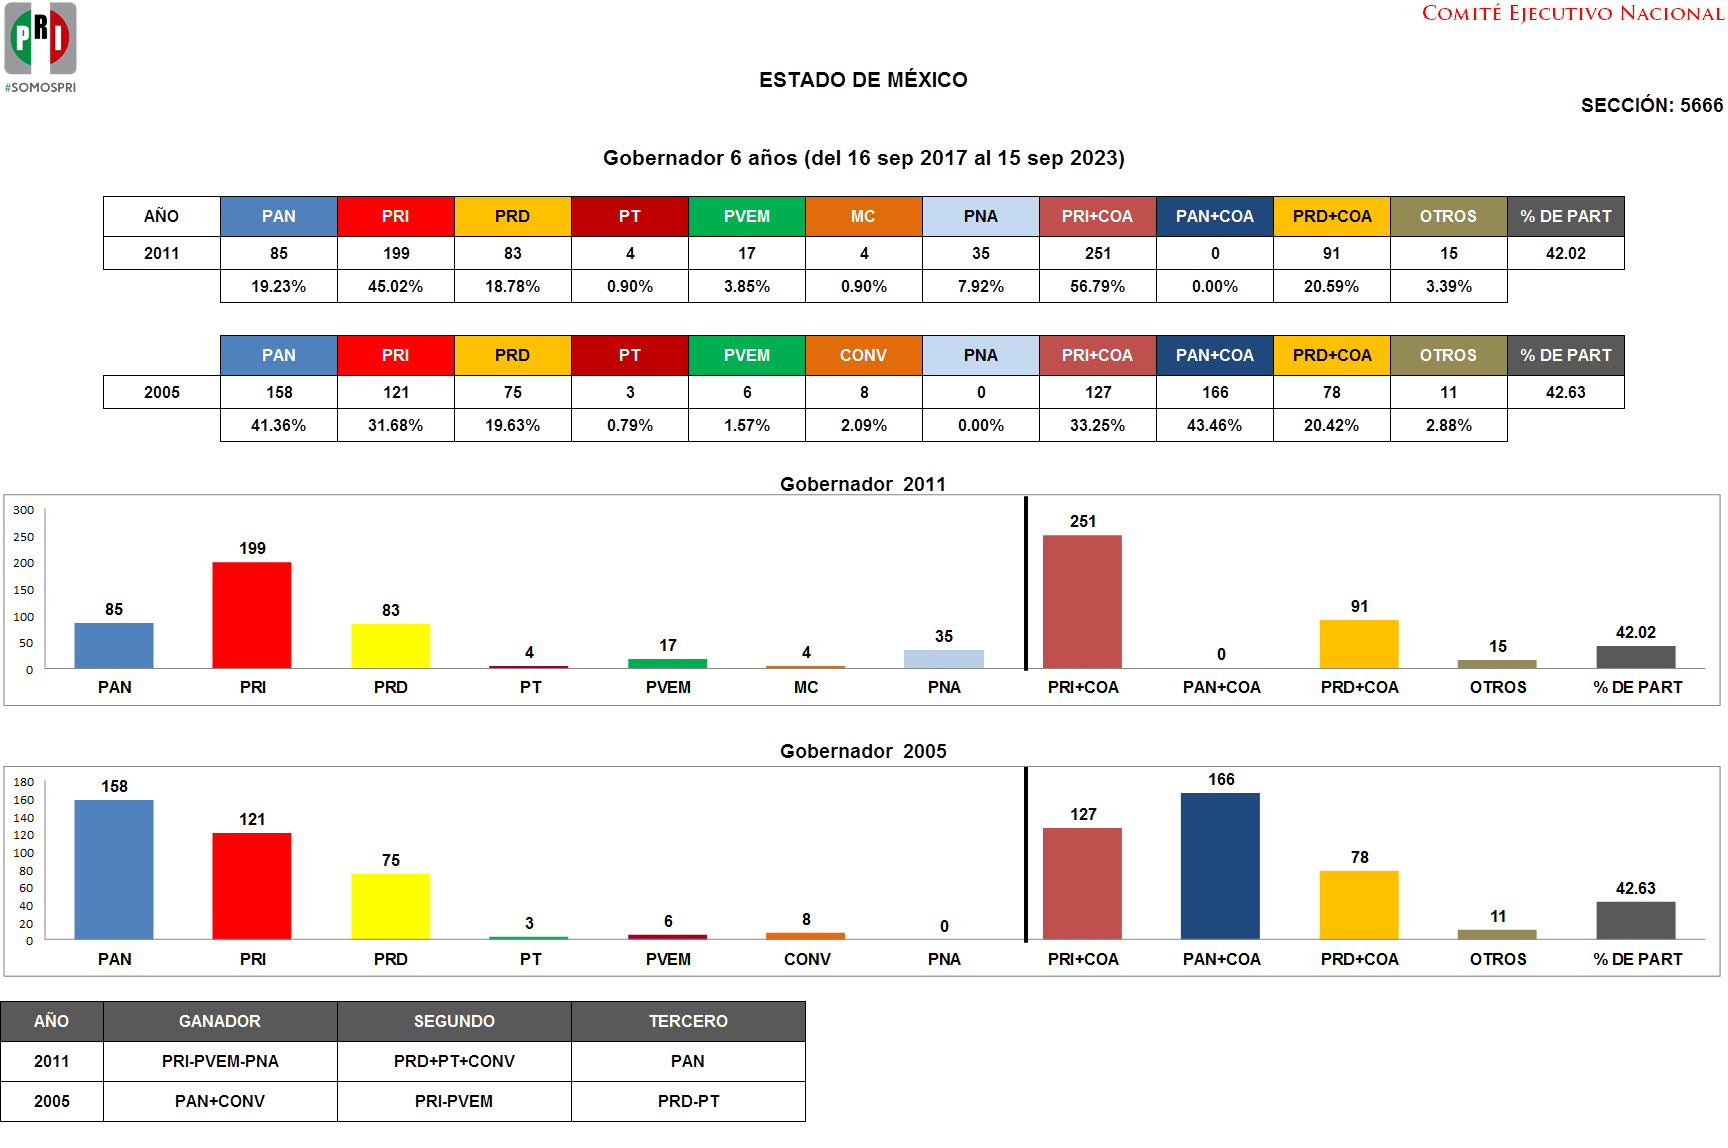 PRI
#SOMOSPRI
COMITÉ EJECUTIVO NACIONAL
ESTADO DE MÉXICO
SECCIÓN: 5666
Gobernador 6 años (del 16 sep 2017 al 15 sep 2023)
AÑO PAN PRI PRD PT PVEM MC PNA PRI+COA PAN+COA PRD+COA OTROS % DE PART
2011 85 199 83 4 17 4 35 251 0 91 15 42.02
19.23% 45.02% 18.78% 0.90% 3.85% 0.90% 7.92% 56.79% 0.00% 20.59% 3.39%
PAN PRI PRD PT PVEM CONV PNA PRI+COA PAN+COA PRD+COA OTROS % DE PART
2005 158 121 75 3 6 8 0 127 166 78 11 42.63
41.36% 31.68% 19.63% 0.79% 1.57% 2.09% 0.00% 33.25% 43.46% 20.42% 2.88%
Gobernador 2011
300
250
200
150
100
50
0
85 199 83 4 17 4 35 251 0 91 15 42.02
PAN PRI PRD PT PVEM MC PNA PRI+COA PAN+COA PRD+COA OTROS % DE PART
Gobernador 2005
180
160
140
120
100
80
60
40
20
0
158 121 75 3 6 8 0 127 166 78 11 42.63
PAN PRI PRD PT PVEM CONV PNA PRI+COA PAN+COA PRD+COA OTROS % DE PART
AÑO GANADOR SEGUNDO TERCERO
2011 PRI-PVEM-PNA PRD+PT+CONV PAN
2005 PAN+CONV PRI-PVEM PRD-PT